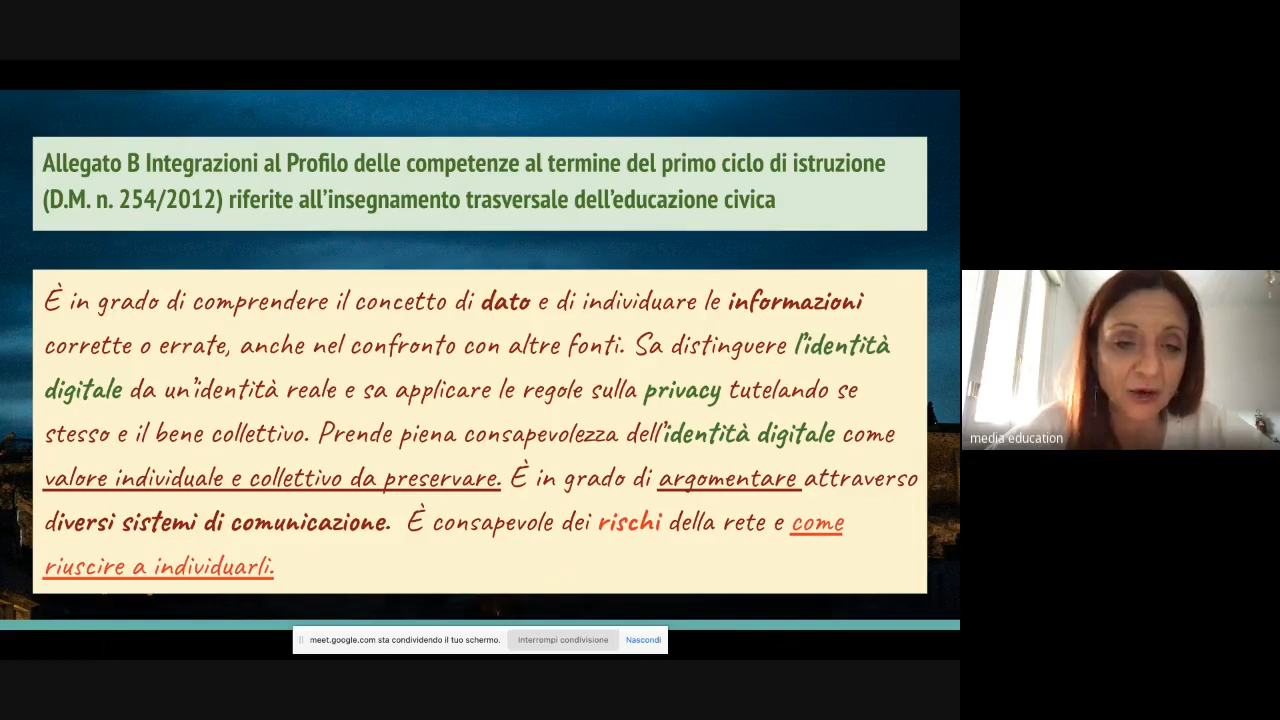 Allegato B Integrazioni al Profilo delle competenze al termine del primo ciclo di istruzione
(D.M. n. 254/2012) riferite all’insegnamento trasversale dell’educazione civica
È in grado di comprendere il concetto di dato e di individuare le informazioni
corrette o errate, anche nel confronto con altre fonti. Sa distinguere l’identità
digitale da un’identità reale e sa applicare le regole sulla privacy tutelando se
stesso e il bene collettivo. Prende piena consapevolezza dell’identità digitale come
valore individuale e collettivo da preservare. È in grado di argomentare attraverso
diversi sistemi di comunicazione. È consapevole dei rischi della rete e come
riuscire a individuarli.
media education
meet.google.com sta condividendo il tuo schermo. Interrompi condivisione Nascondi